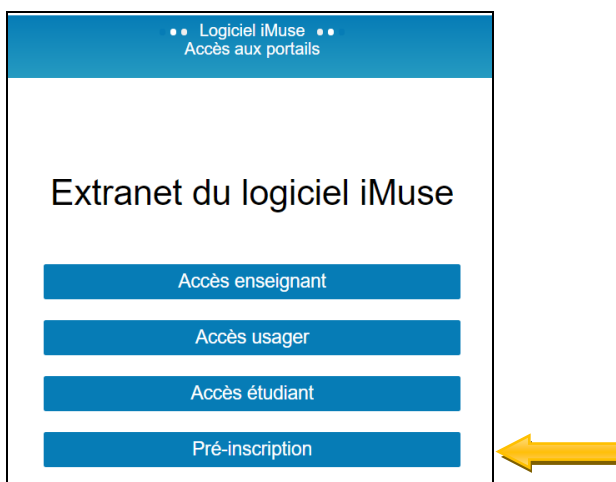 Logiciel iMuse
Accès aux portails
Extranet du logiciel iMuse
Accès enseignant
Accès usager
Accès étudiant
Pré-inscription